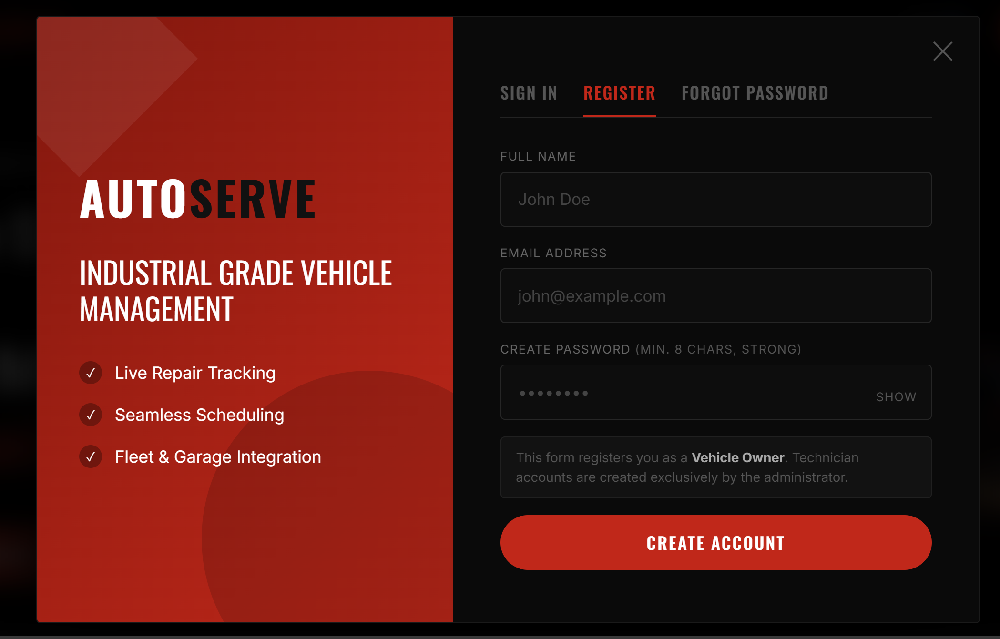 AUTOSERVE
INDUSTRIAL GRADE VEHICLE
MANAGEMENT
✓ Live Repair Tracking
✓ Seamless Scheduling
✓ Fleet & Garage Integration
SIGN IN REGISTER FORGOT PASSWORD
FULL NAME
John Doe
EMAIL ADDRESS
john@example.com
CREATE PASSWORD (MIN. 8 CHARS, STRONG)
•••••••• SHOW
This form registers you as a Vehicle Owner. Technician
accounts are created exclusively by the administrator.
CREATE ACCOUNT